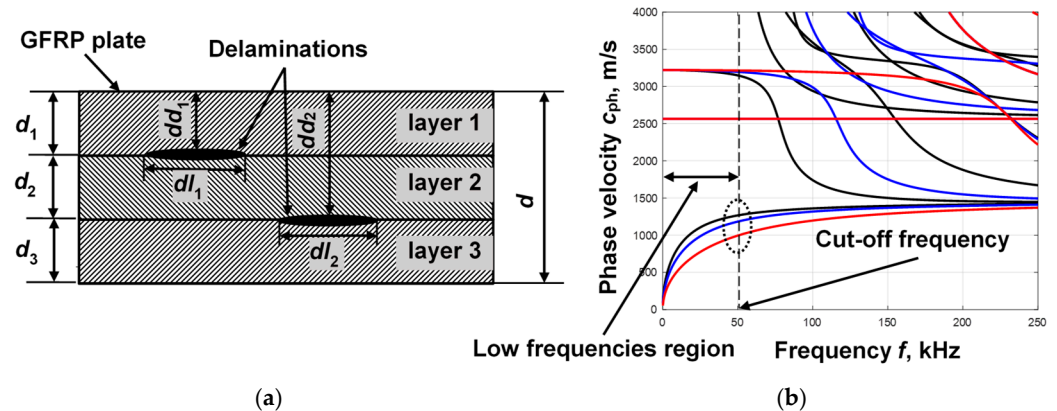 GFRP plate
Delaminations
d1
d2
d3
dd1
dd2
dl1
dl2
d
layer 1
layer 2
layer 3
(a)
Phase velocity cph, m/s
4000
3500
3000
2500
2000
1500
1000
500
0
0
50
100
150
200
250
Cut-off frequency
Low frequencies region
Frequency f, kHz
(b)